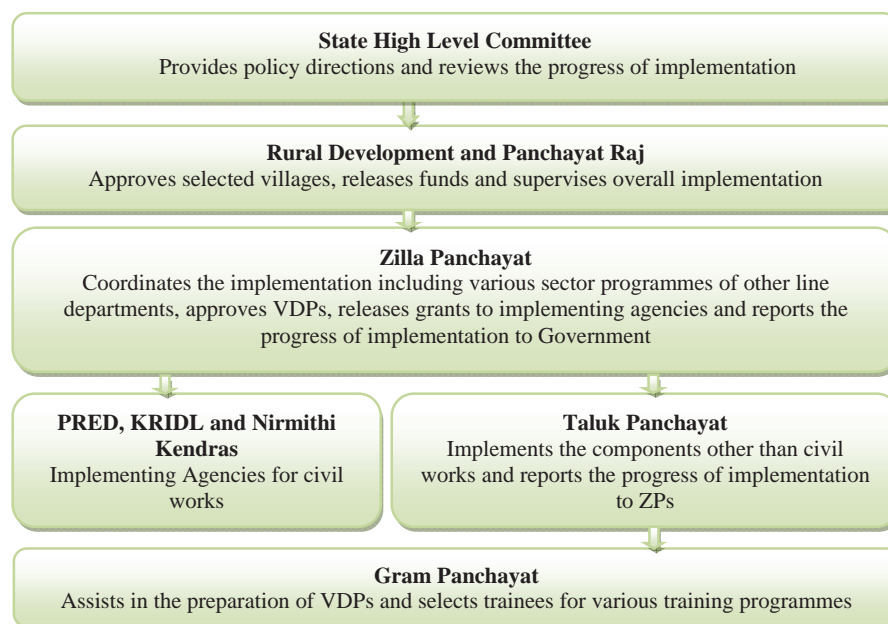 State High Level Committee
Provides policy directions and reviews the progress of implementation
Rural Development and Panchayat Raj
Approves selected villages, releases funds and supervises overall implementation
Zilla Panchayat
Coordinates the implementation including various sector programmes of other line
departments, approves VDPs, releases grants to implementing agencies and reports the
progress of implementation to Government
PRED, KRIDL and Nirmithi
Kendras
Implementing Agencies for civil
works
Taluk Panchayat
Implements the components other than civil
works and reports the progress of implementation
to ZPs
Gram Panchayat
Assists in the preparation of VDPs and selects trainees for various training programmes